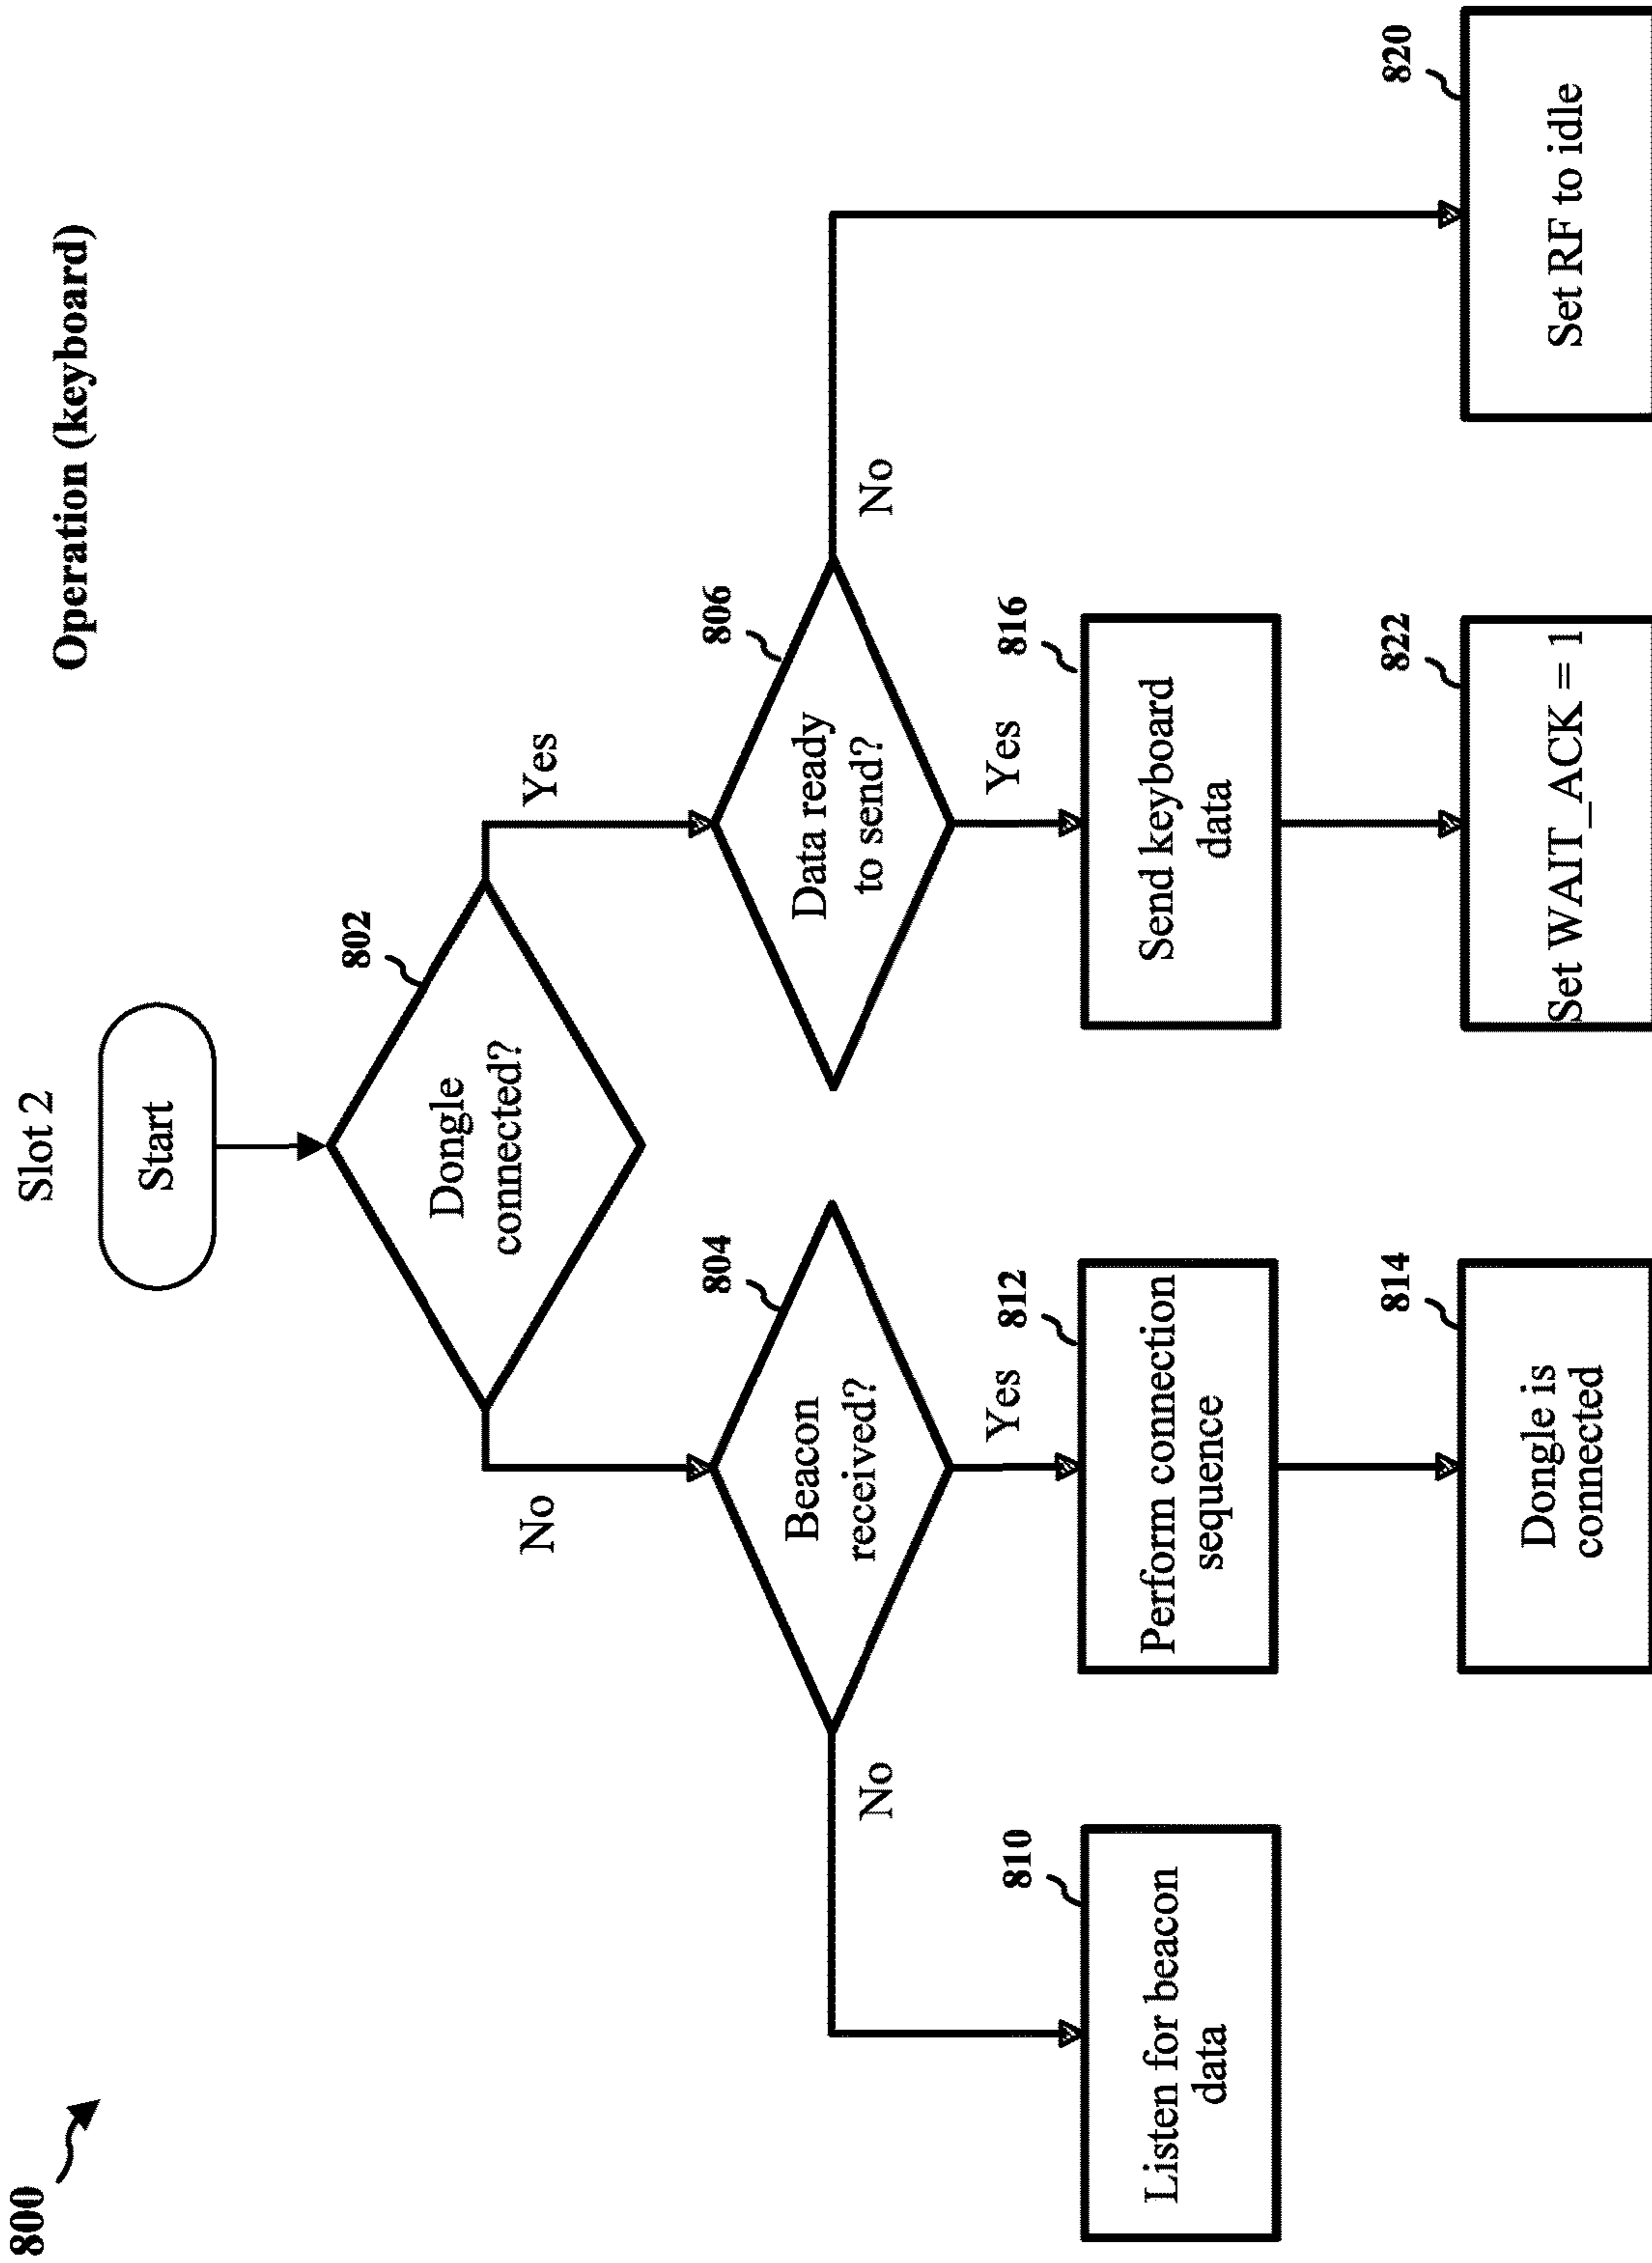 800
Slot 2
Operation (keyboard)
Start
802
Dongle
connected?
No
Yes
804
Beacon
received?
806
Data ready
to send?
No
Yes
Yes
No
810
Listen for beacon
data
812
Perform connection
sequence
816
Send keyboard
data
814
Dongle is
connected
822
Set WAIT_ACK = 1
820
Set RF to idle